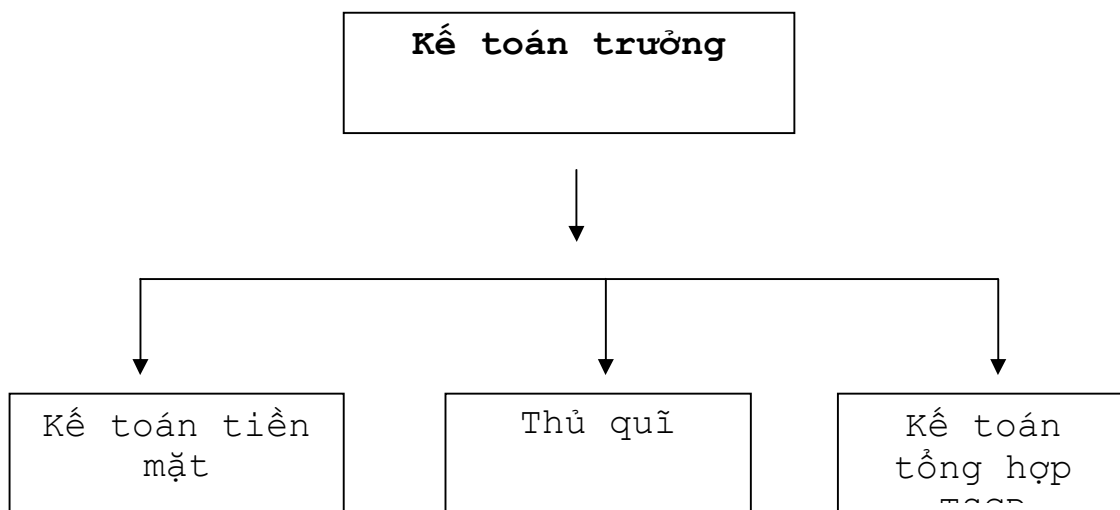 Kế toán trưởng
Kế toán tiền
mặt
Thủ quĩ
Kế toán
tổng hợp